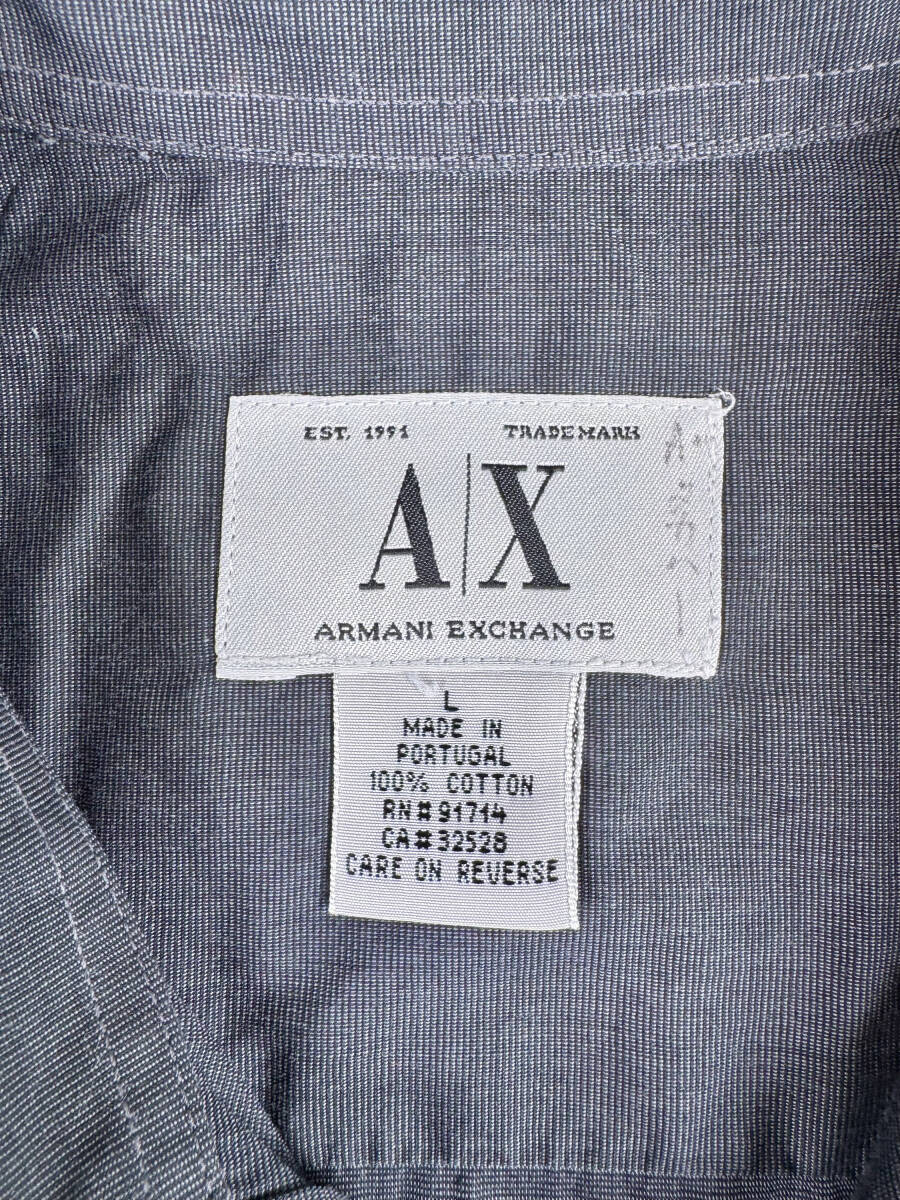 EST. 1991 TRADEMARK
A|X
ARMANI EXCHANGE
L
MADE IN
PORTUGAL
100% COTTON
RN#91714
CA#32528
CARE ON REVERSE